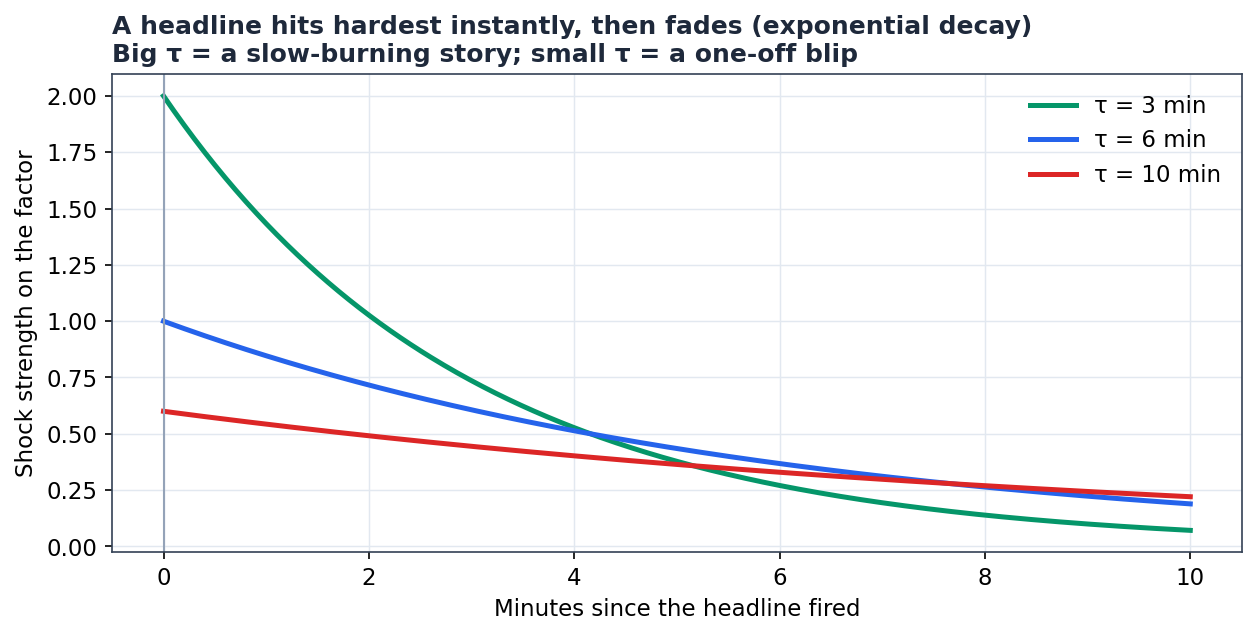 A headline hits hardest instantly, then fades (exponential decay)
Big τ = a slow-burning story; small τ = a one-off blip
Shock strength on the factor
2.00
1.75
1.50
1.25
1.00
0.75
0.50
0.25
0.00
τ = 3 min
τ = 6 min
τ = 10 min
0 2 4 6 8 10
Minutes since the headline fired